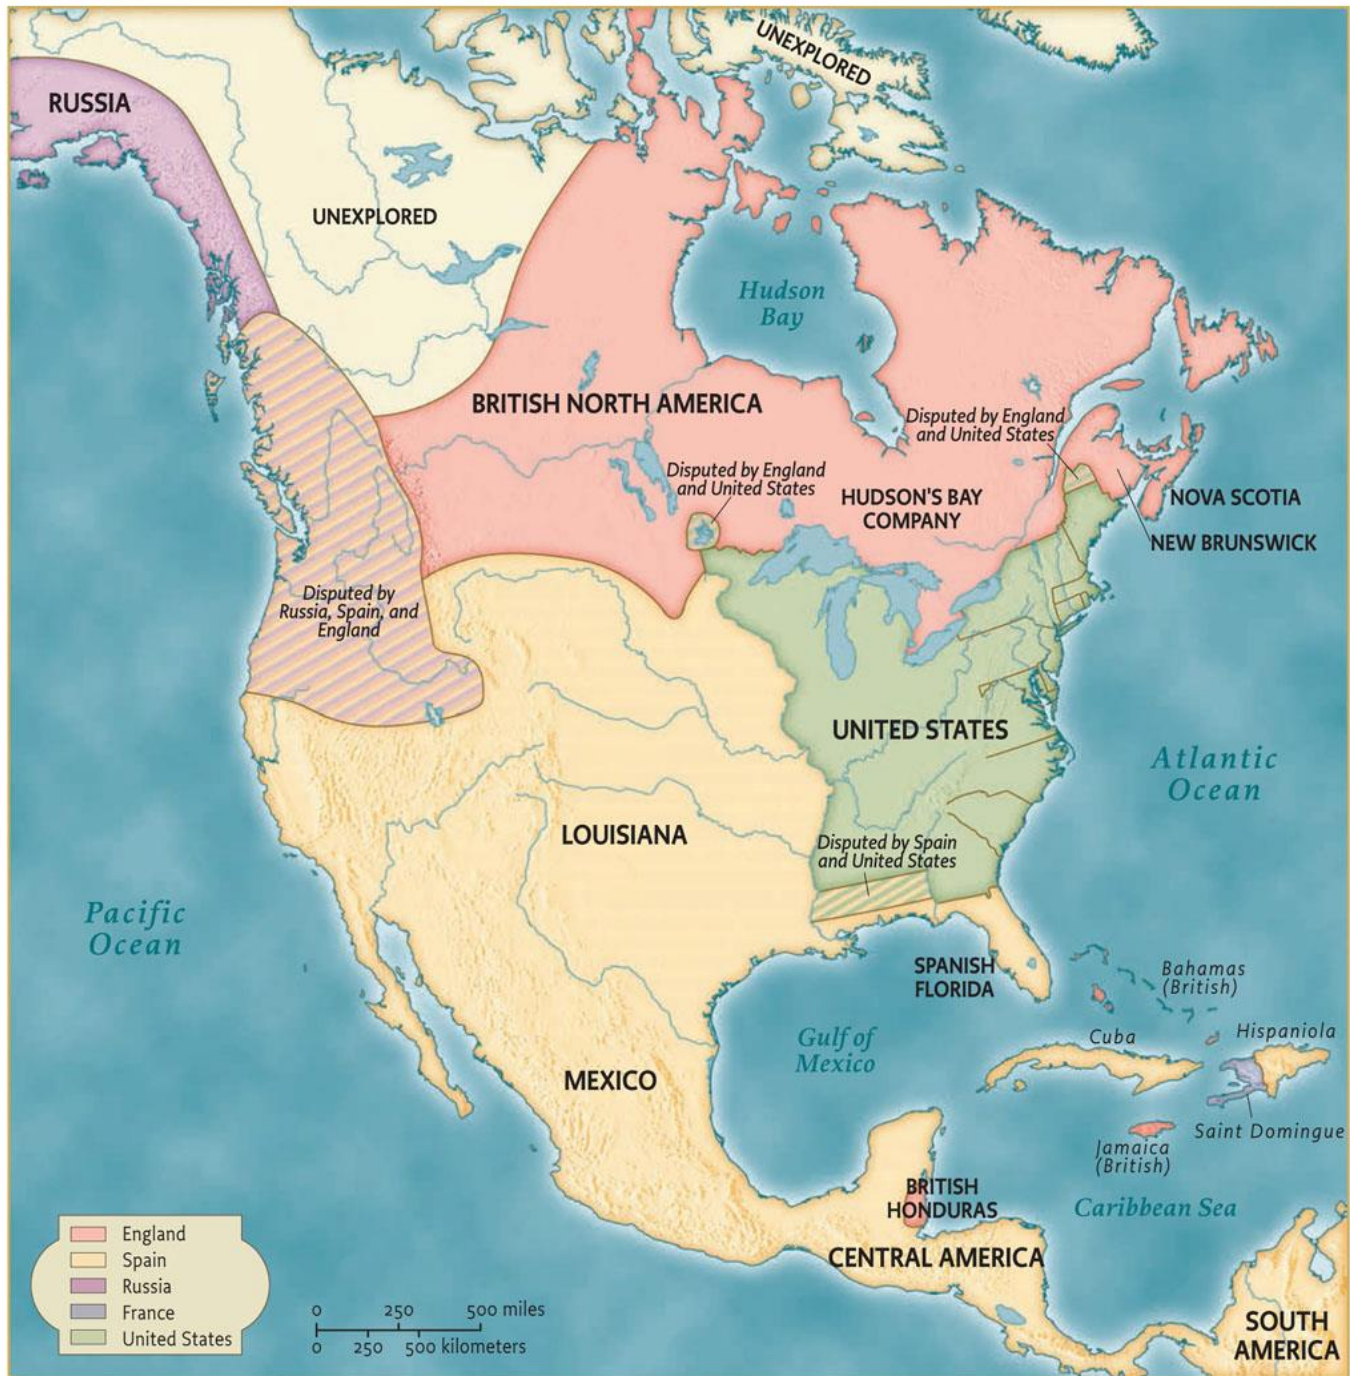 UNEXPLORED
RUSSIA
UNEXPLORED
Hudson
Bay
BRITISH NORTH AMERICA
Disputed by England
and United States
Disputed by England
and United States
HUDSON'S BAY
COMPANY
NOVA SCOTIA
NEW BRUNSWICK
Disputed by
Russia, Spain, and
England
UNITED STATES
Atlantic
Ocean
LOUISIANA
Disputed by Spain
and United States
Pacific
Ocean
SPANISH
FLORIDA
Bahamas
(British)
Gulf of
Mexico
Cuba
Hispaniola
MEXICO
Saint Domingue
Jamaica
(British)
BRITISH
HONDURAS
Caribbean Sea
CENTRAL AMERICA
SOUTH
AMERICA
England
Spain
Russia
France
United States
0 250 500 miles
0 250 500 kilometers